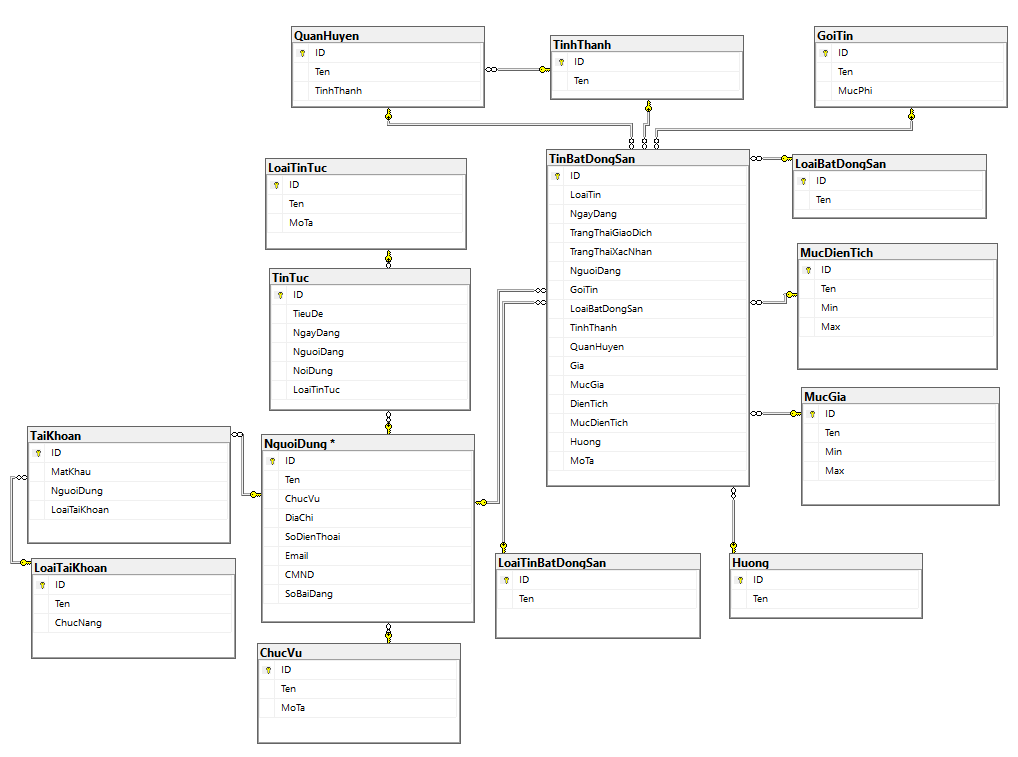 QuanHuyen
ID
Ten
TinhThanh
TinhThanh
ID
Ten
GoiTin
ID
Ten
MucPhi
LoaiTinTuc
ID
Ten
MoTa
TinBatDongSan
ID
LoaiTin
NgayDang
TrangThaiGiaoDich
TrangThaiXacNhan
NguoiDang
GoiTin
LoaiBatDongSan
TinhThanh
QuanHuyen
Gia
MucGia
DienTich
MucDienTich
Huong
MoTa
LoaiBatDongSan
ID
Ten
MucDienTich
ID
Ten
Min
Max
TinTuc
ID
TieuDe
NgayDang
NguoiDang
NoiDung
LoaiTinTuc
MucGia
ID
Ten
Min
Max
TaiKhoan
ID
MatKhau
NguoiDung
LoaiTaiKhoan
NguoiDung *
ID
Ten
ChucVu
DiaChi
SoDienThoai
Email
CMND
SoBaiDang
LoaiTaiKhoan
ID
Ten
ChucNang
LoaiTinBatDongSan
ID
Ten
Huong
ID
Ten
ChucVu
ID
Ten
MoTa